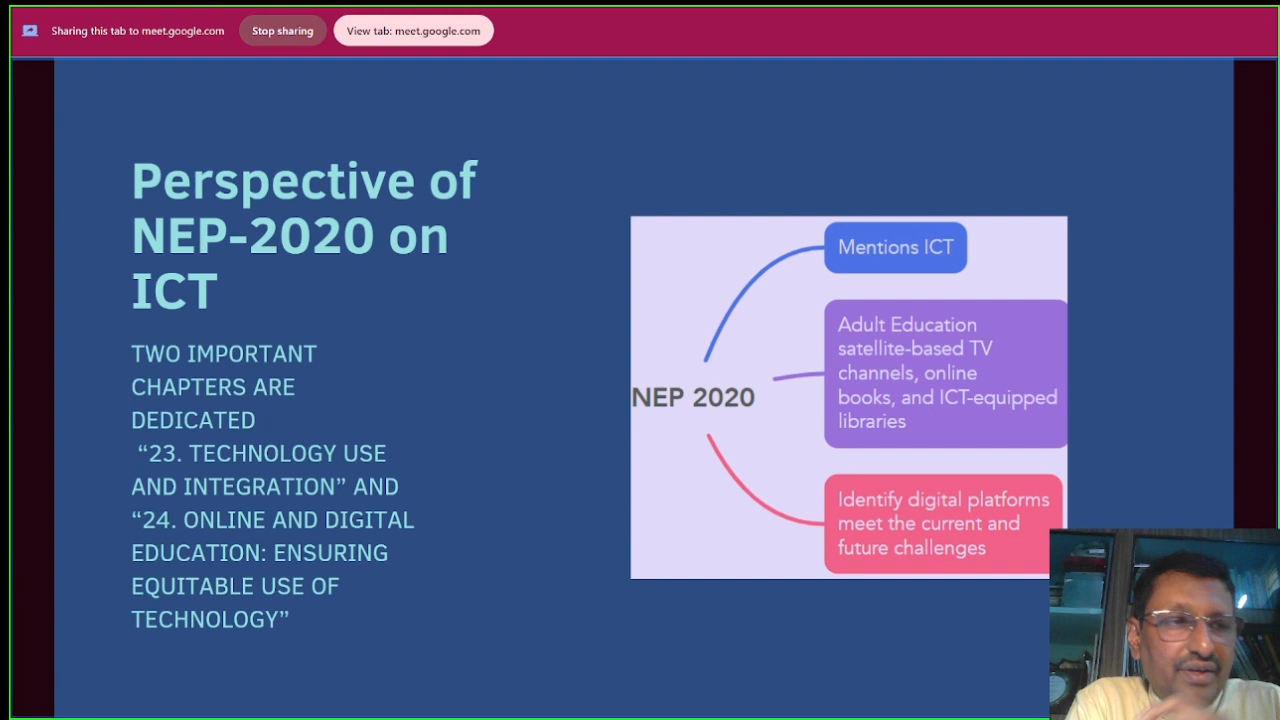 Sharing this tab to meet.google.com
Stop sharing
View tab: meet.google.com
Perspective of
NEP-2020 on
ICT
TWO IMPORTANT
CHAPTERS ARE
DEDICATED
“23. TECHNOLOGY USE
AND INTEGRATION” AND
“24. ONLINE AND DIGITAL
EDUCATION: ENSURING
EQUITABLE USE OF
TECHNOLOGY”
NEP 2020
Mentions ICT
Adult Education
satellite-based TV
channels, online
books, and ICT-equipped
libraries
Identify digital platforms
meet the current and
future challenges